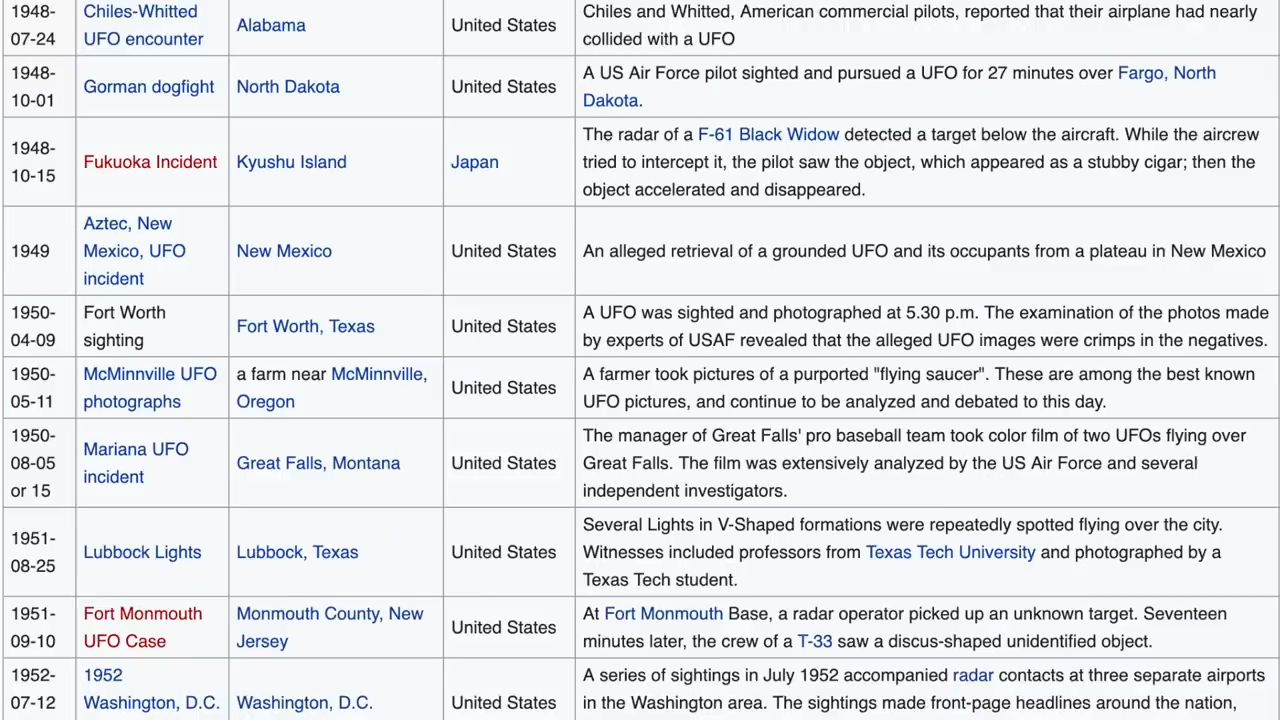 1948-
07-24
Chiles-Whitted
UFO encounter
Alabama
United States
Chiles and Whitted, American commercial pilots, reported that their airplane had nearly
collided with a UFO
1948-
10-01
Gorman dogfight
North Dakota
United States
A US Air Force pilot sighted and pursued a UFO for 27 minutes over Fargo, North
Dakota.
1948-
10-15
Fukuoka Incident
Kyushu Island
Japan
The radar of a F-61 Black Widow detected a target below the aircraft. While the aircrew
tried to intercept it, the pilot saw the object, which appeared as a stubby cigar; then the
object accelerated and disappeared.
1949
Aztec, New
Mexico, UFO
incident
New Mexico
United States
An alleged retrieval of a grounded UFO and its occupants from a plateau in New Mexico
1950-
04-09
Fort Worth
sighting
Fort Worth, Texas
United States
A UFO was sighted and photographed at 5.30 p.m. The examination of the photos made
by experts of USAF revealed that the alleged UFO images were crimps in the negatives.
1950-
05-11
McMinnville UFO
photographs
a farm near McMinnville,
Oregon
United States
A farmer took pictures of a purported "flying saucer". These are among the best known
UFO pictures, and continue to be analyzed and debated to this day.
1950-
08-05
or 15
Mariana UFO
incident
Great Falls, Montana
United States
The manager of Great Falls' pro baseball team took color film of two UFOs flying over
Great Falls. The film was extensively analyzed by the US Air Force and several
independent investigators.
1951-
08-25
Lubbock Lights
Lubbock, Texas
United States
Several Lights in V-Shaped formations were repeatedly spotted flying over the city.
Witnesses included professors from Texas Tech University and photographed by a
Texas Tech student.
1951-
09-10
Fort Monmouth
UFO Case
Monmouth County, New
Jersey
United States
At Fort Monmouth Base, a radar operator picked up an unknown target. Seventeen
minutes later, the crew of a T-33 saw a discus-shaped unidentified object.
1952-
07-12
1952
Washington, D.C.
Washington, D.C.
United States
A series of sightings in July 1952 accompanied radar contacts at three separate airports
in the Washington area. The sightings made front-page headlines around the nation,